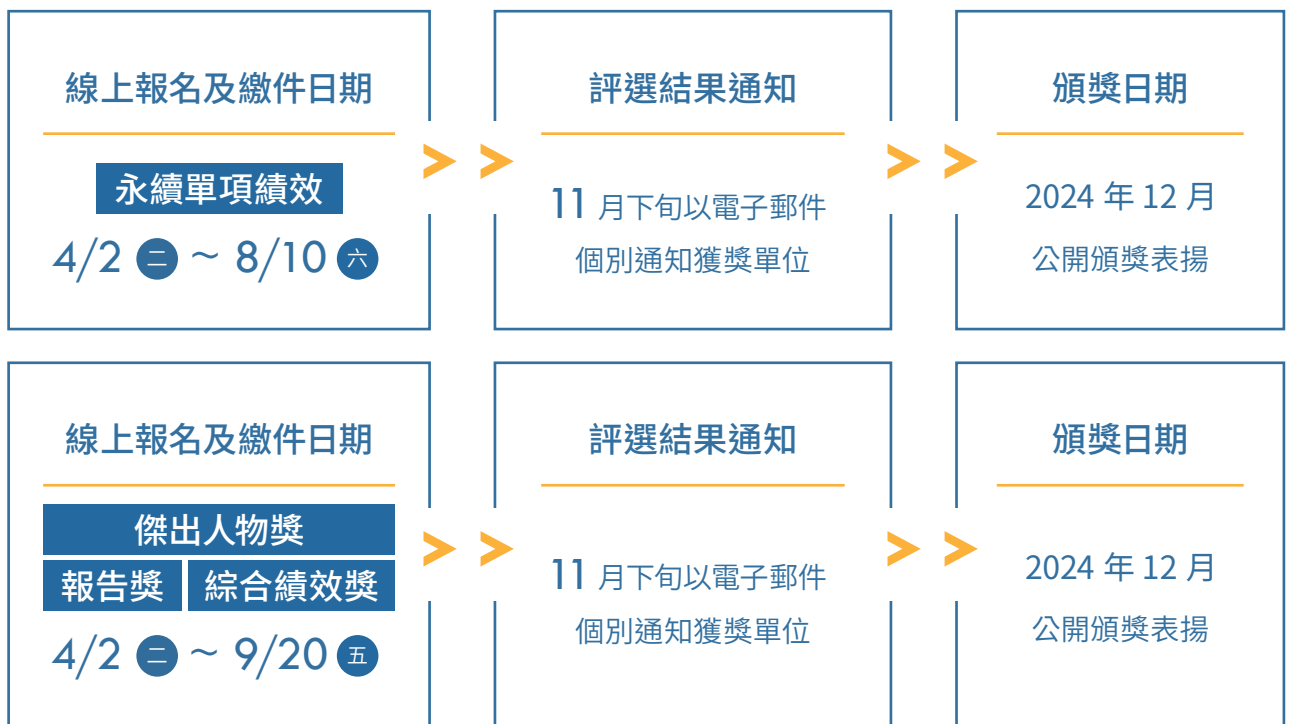 線上報名及繳件日期
永續單項績效
4/2 二 ~ 8/10 六
評選結果通知
11 月下旬以電子郵件
個別通知獲獎單位
頒獎日期
2024 年 12 月
公開頒獎表揚
線上報名及繳件日期
傑出人物獎
報告獎 綜合績效獎
4/2 二 ~ 9/20 五
評選結果通知
11 月下旬以電子郵件
個別通知獲獎單位
頒獎日期
2024 年 12 月
公開頒獎表揚